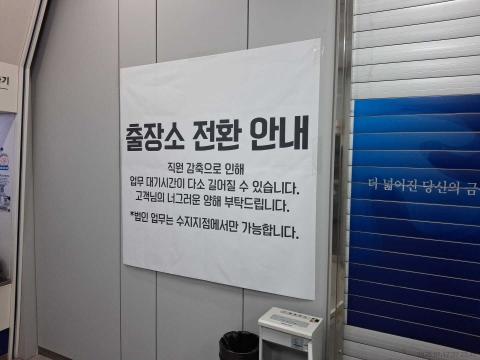 출장소 전환 안내
직원 감축으로 인해
업무 대기시간이 다소 길어질 수 있습니다.
고객님의 너그러운 양해 부탁드립니다.
*법인 업무는 수지지점에서만 가능합니다.
더 넓어진 당신의 금